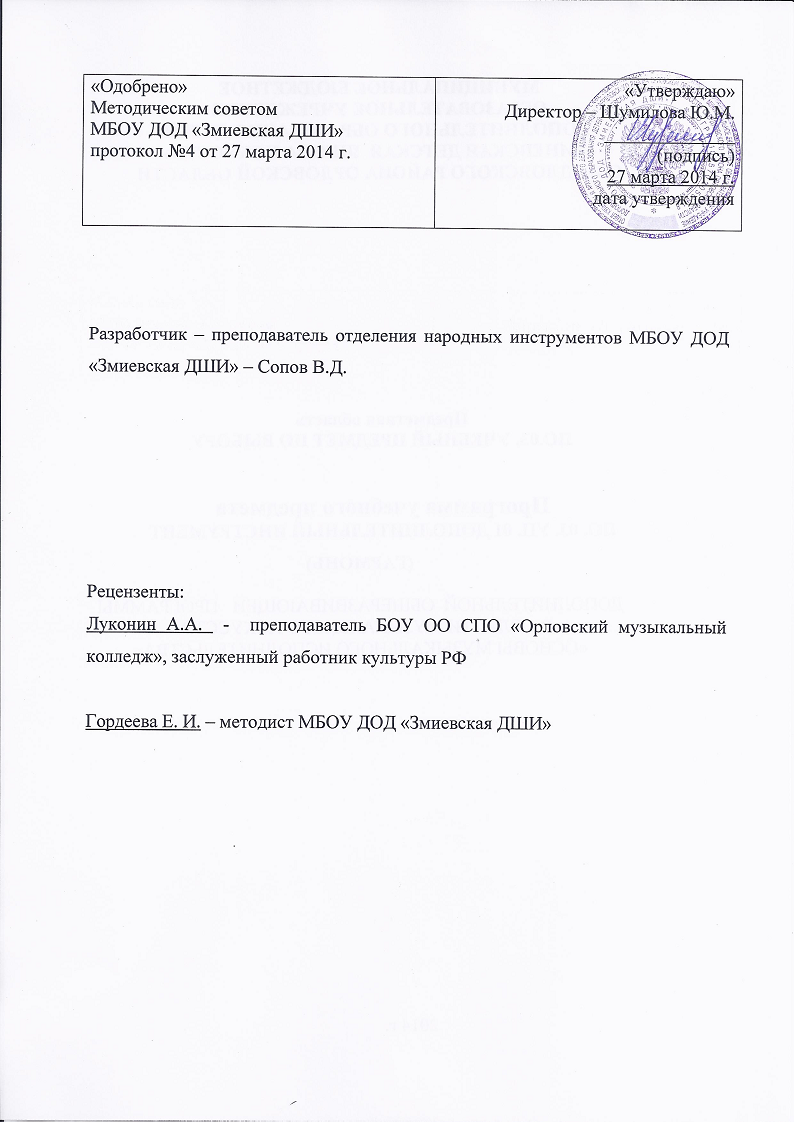 «Одобрено»
Методическим советом
МБОУ ДОД «Змиевская ДШИ»
протокол №4 от 27 марта 2014 г.
«Утверждаю»
Директор – Шумилова Ю.М.
(подпись)
27 марта 2014 г.
дата утверждения
Разработчик – преподаватель отделения народных инструментов МБОУ ДОД
«Змиевская ДШИ» – Сопов В.Д.
Рецензенты:
Луконин А.А. - преподаватель БОУ ОО СПО «Орловский музыкальный
колледж», заслуженный работник культуры РФ
Гордеева Е. И. – методист МБОУ ДОД «Змиевская ДШИ»